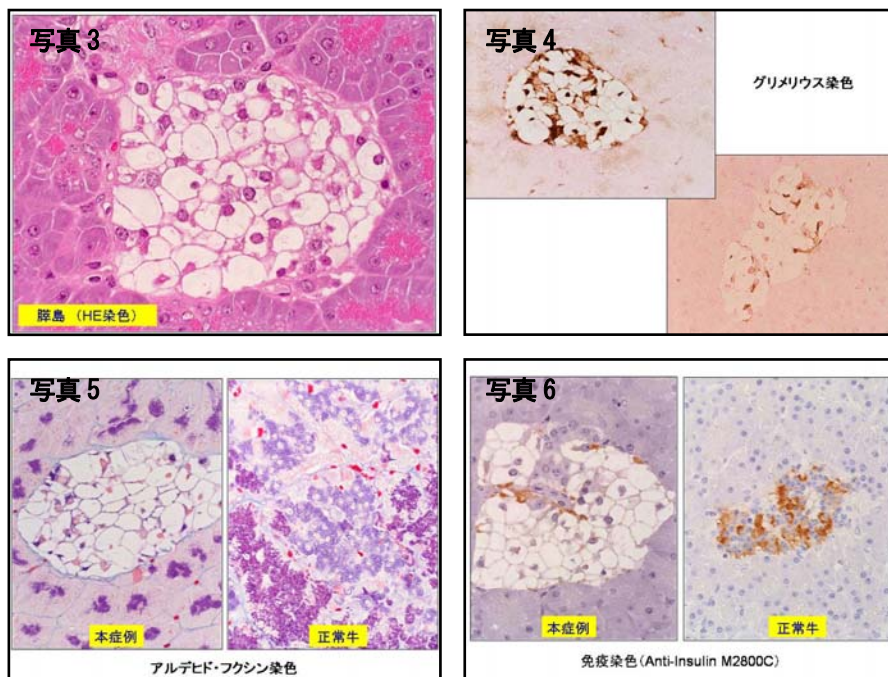 写真3
膵島 (HE染色)
写真4
グリメリウス染色
写真5
本症例
正常牛
アルデヒド・フクシン染色
写真6
本症例
正常牛
免疫染色(Anti-Insulin M2800C)